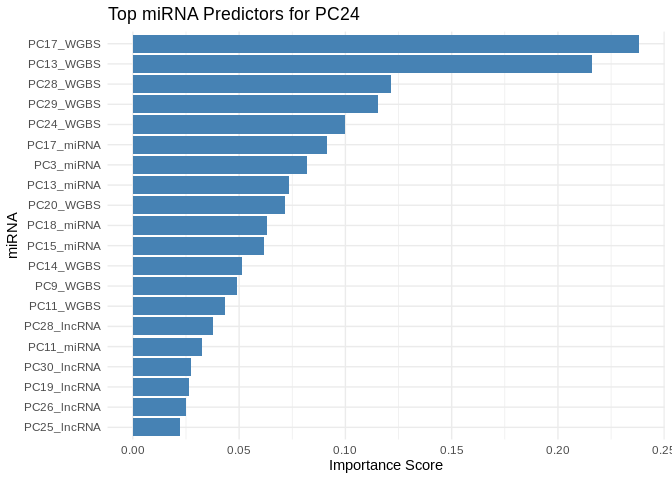 Top miRNA Predictors for PC24
PC17_WGBS
PC13_WGBS
PC28_WGBS
PC29_WGBS
PC24_WGBS
PC17_miRNA
PC3_miRNA
PC13_miRNA
PC20_WGBS
PC18_miRNA
PC15_miRNA
PC14_WGBS
PC9_WGBS
PC11_WGBS
PC28_lncRNA
PC11_miRNA
PC30_lncRNA
PC19_lncRNA
PC26_lncRNA
PC25_lncRNA
miRNA
0.00 0.05 0.10 0.15 0.20 0.25
Importance Score